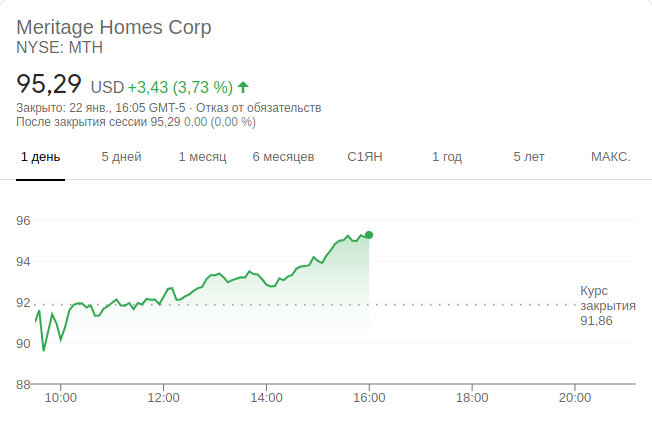 Meritage Homes Corp
NYSE: MTH
95,29 USD +3,43 (3,73 %)
Закрыто: 22 янв., 16:05 GMT-5 · Отказ от обязательств
После закрытия сессии 95,29 0,00 (0,00 %)
1 день 5 дней 1 месяц 6 месяцев С1ЯН 1 год 5 лет МАКС.
96
94
92
90
88
Курс
закрытия
91,86
10:00 12:00 14:00 16:00 18:00 20:00